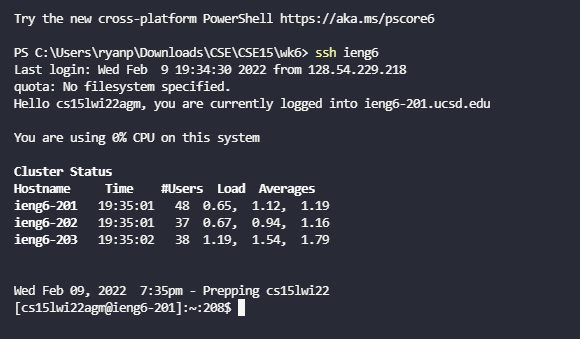 Try the new cross-platform PowerShell https://aka.ms/pscore6
PS C:\Users\ryanp\Downloads\CSE\CSE15\wk6> ssh ieng6
Last login: Wed Feb  9 19:34:30 2022 from 128.54.229.218
quota: No filesystem specified.
Hello cs15lwi22agm, you are currently logged into ieng6-201.ucsd.edu
You are using 0% CPU on this system
Cluster Status
Hostname     Time    #Users  Load  Averages
ieng6-201   19:35:01   48  0.65,  1.12,  1.19
ieng6-202   19:35:01   37  0.67,  0.94,  1.16
ieng6-203   19:35:02   38  1.19,  1.54,  1.79
Wed Feb 09, 2022  7:35pm - Prepping cs15lwi22
[cs15lwi22agm@ieng6-201]:~:208$